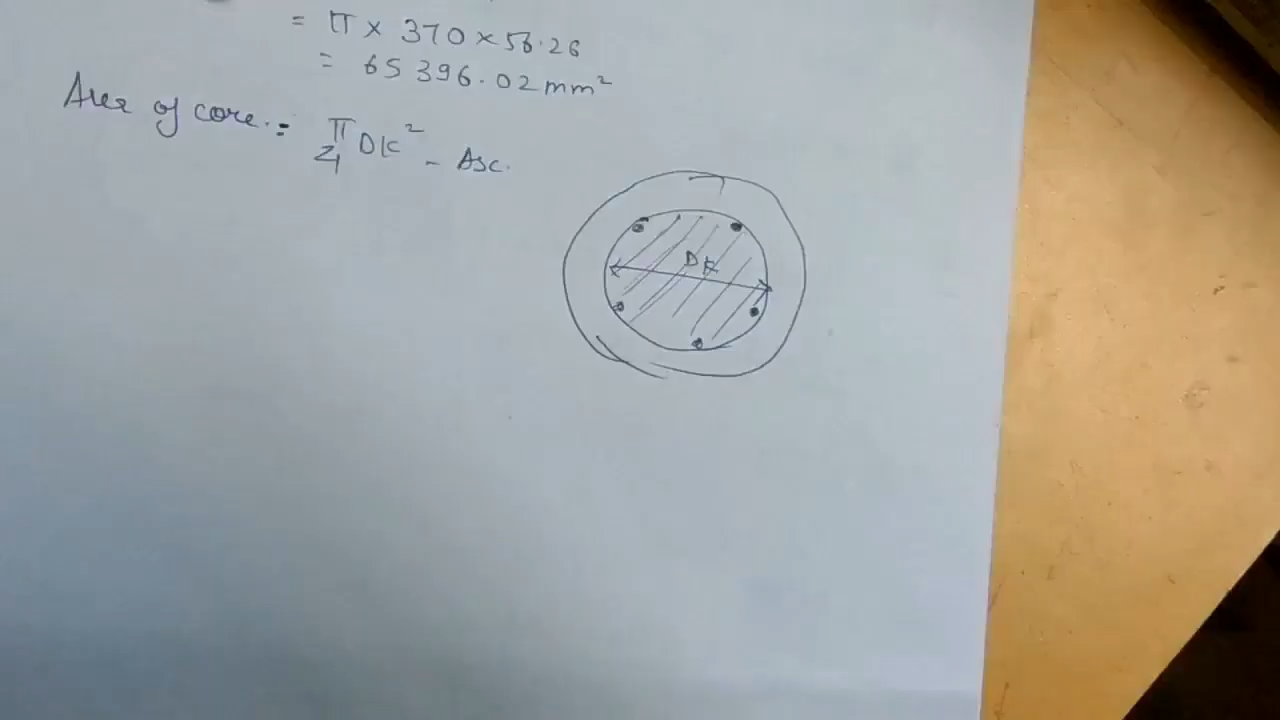 = π × 370 × 56.26
= 65396.02 mm²
Area of core. = π/4 DK² - Asc.
DK